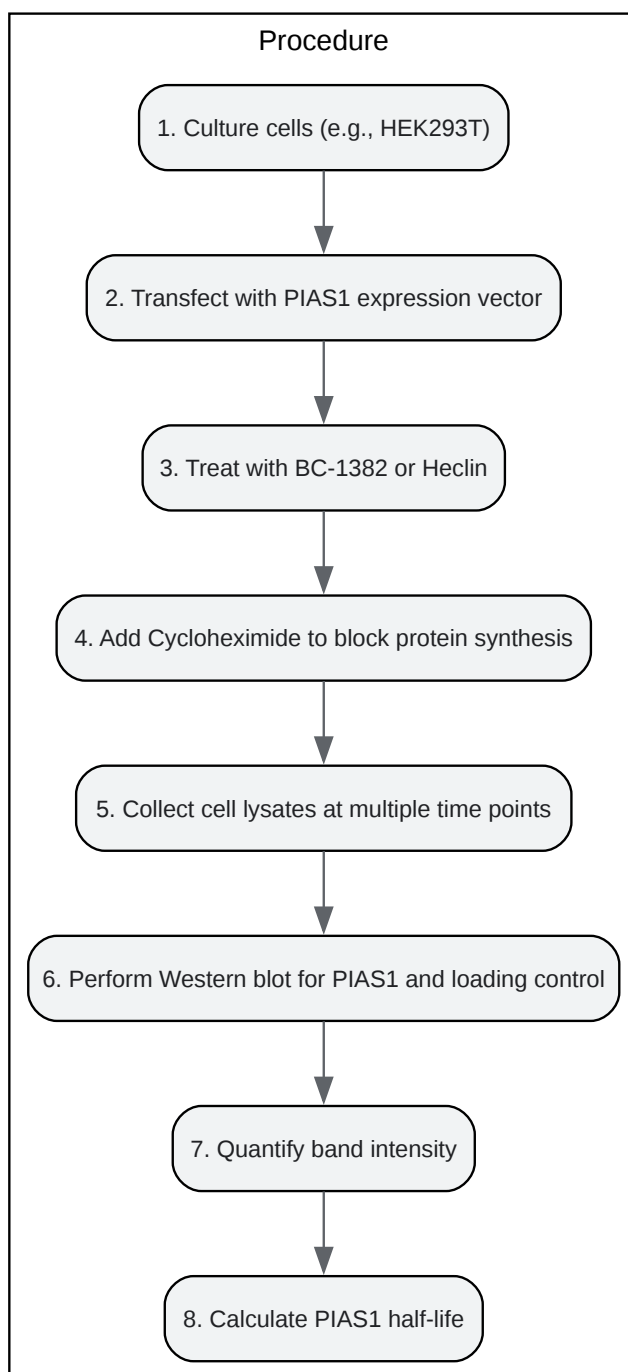 Procedure
1. Culture cells (e.g., HEK293T)
2. Transfect with PIAS1 expression vector
3. Treat with BC-1382 or Heclin
4. Add Cycloheximide to block protein synthesis
5. Collect cell lysates at multiple time points
6. Perform Western blot for PIAS1 and loading control
7. Quantify band intensity
8. Calculate PIAS1 half-life